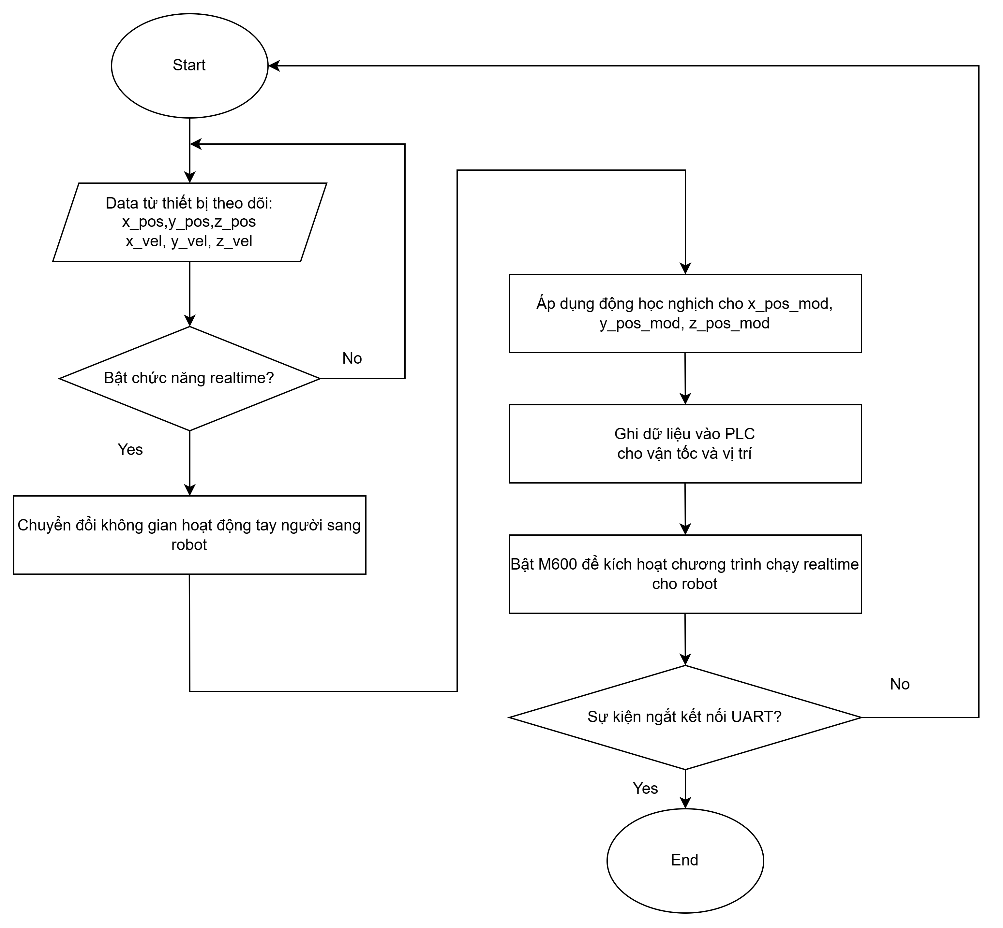 Start
Data từ thiết bị theo dõi:
x_pos,y_pos,z_pos
x_vel, y_vel, z_vel
Bật chức năng realtime?
No
Yes
Chuyển đổi không gian hoạt động tay người sang
robot
Áp dụng động học nghịch cho x_pos_mod,
y_pos_mod, z_pos_mod
Ghi dữ liệu vào PLC
cho vận tốc và vị trí
Bật M600 để kích hoạt chương trình chạy realtime
cho robot
Sự kiện ngắt kết nối UART?
No
Yes
End